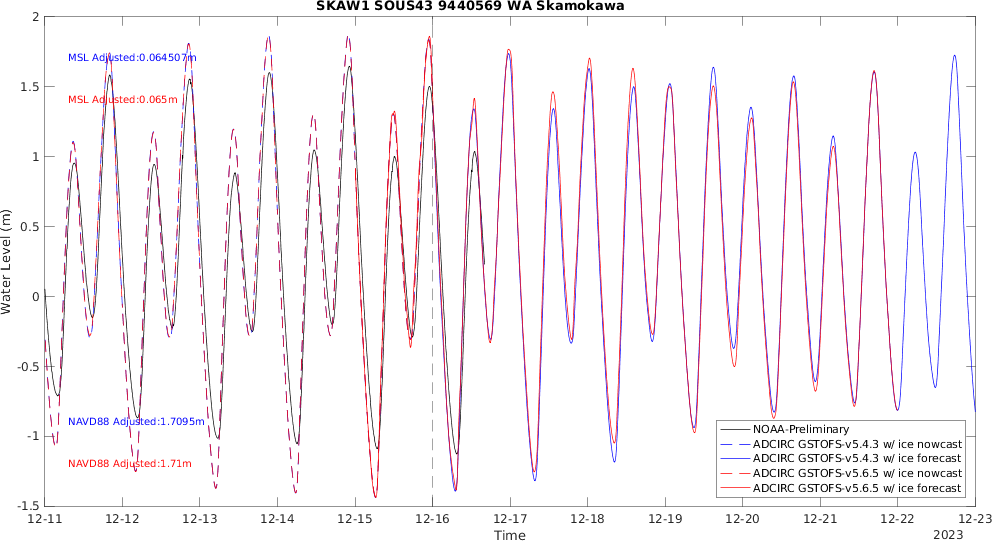 SKAW1 SOUS43 9440569 WA Skamokawa
2
1.5
1
0.5
0
-0.5
-1
-1.5
Water Level (m)
MSL Adjusted:0.064507m
MSL Adjusted:0.065m
NAVD88 Adjusted:1.7095m
NAVD88 Adjusted:1.71m
NOAA-Preliminary
ADCIRC GSTOFS-v5.4.3 w/ ice nowcast
ADCIRC GSTOFS-v5.4.3 w/ ice forecast
ADCIRC GSTOFS-v5.6.5 w/ ice nowcast
ADCIRC GSTOFS-v5.6.5 w/ ice forecast
12-11 12-12 12-13 12-14 12-15 12-16 12-17 12-18 12-19 12-20 12-21 12-22 12-23
Time
2023